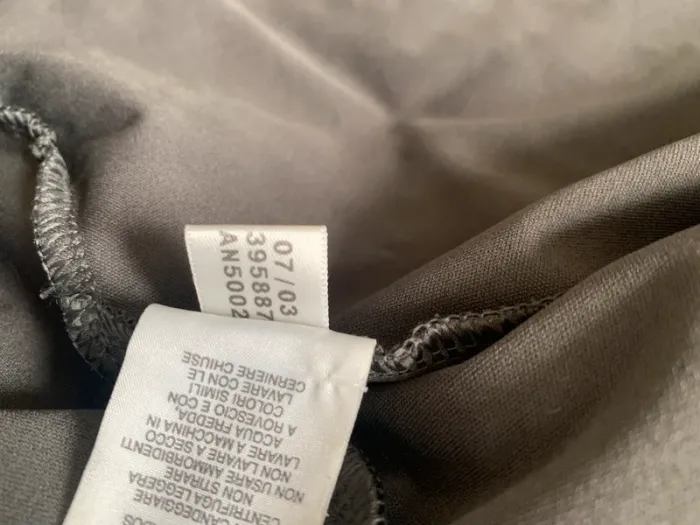 07 / 03
395887
AN5002
CANDEGGIARE
CENTRIFUGA LEGGERA
NON STIRARE
NON USARE AMMORBIDENTI
NON LAVARE A SECCO
LAVARE A MACCHINA IN
ACQUA FREDDA,
A ROVESCIO E CON
COLORI SIMILI
LAVARE CON LE
CERNIERE CHIUSE